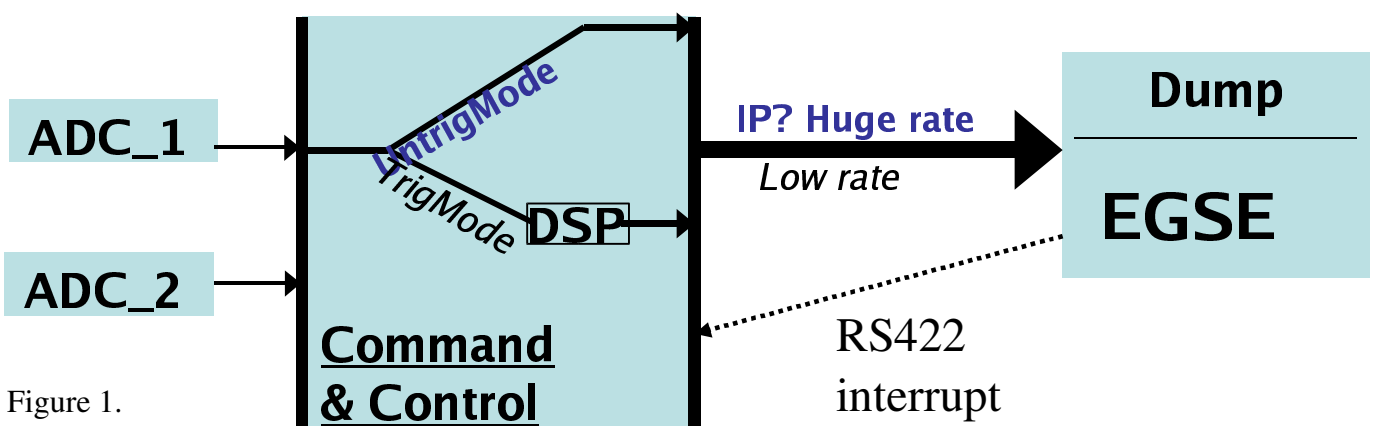 ADC_1
ADC_2
UntrigMode
TrigMode
DSP
Command
& Control
IP? Huge rate
Low rate
Dump
EGSE
RS422
interrupt
Figure 1.